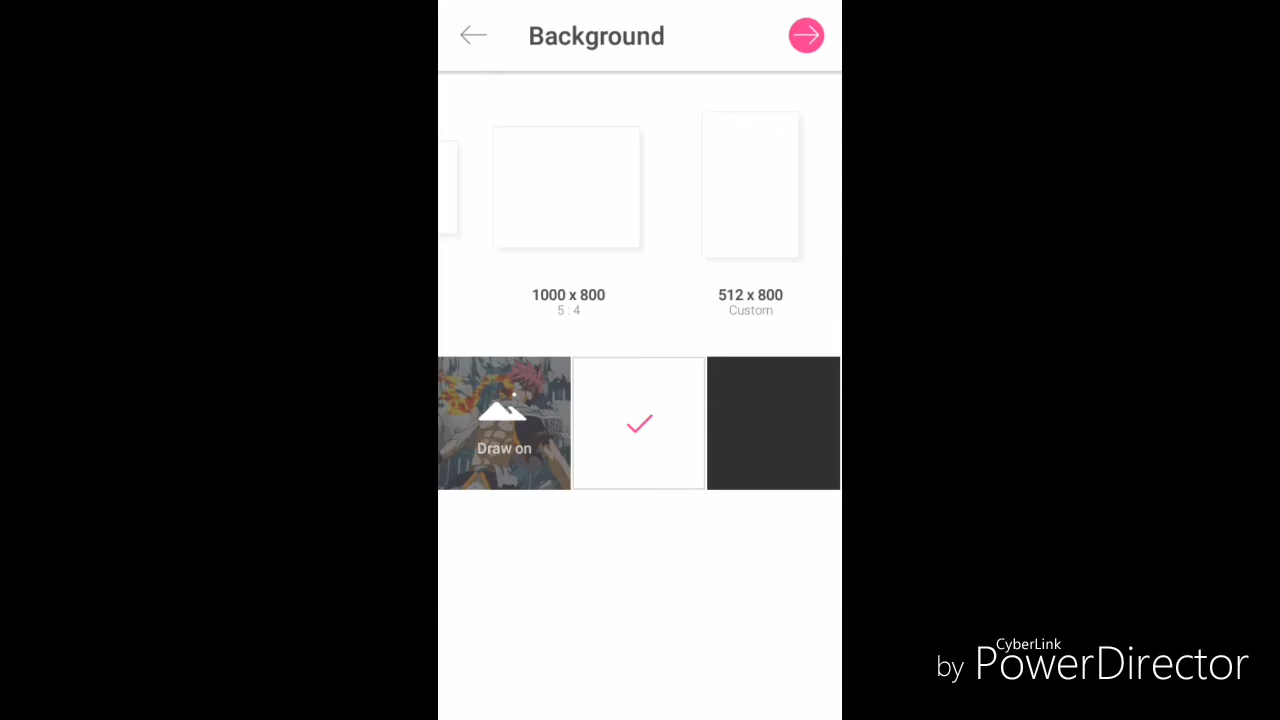 Background
1000 x 800
5 : 4
512 x 800
Custom
Draw on
CyberLink
by PowerDirector